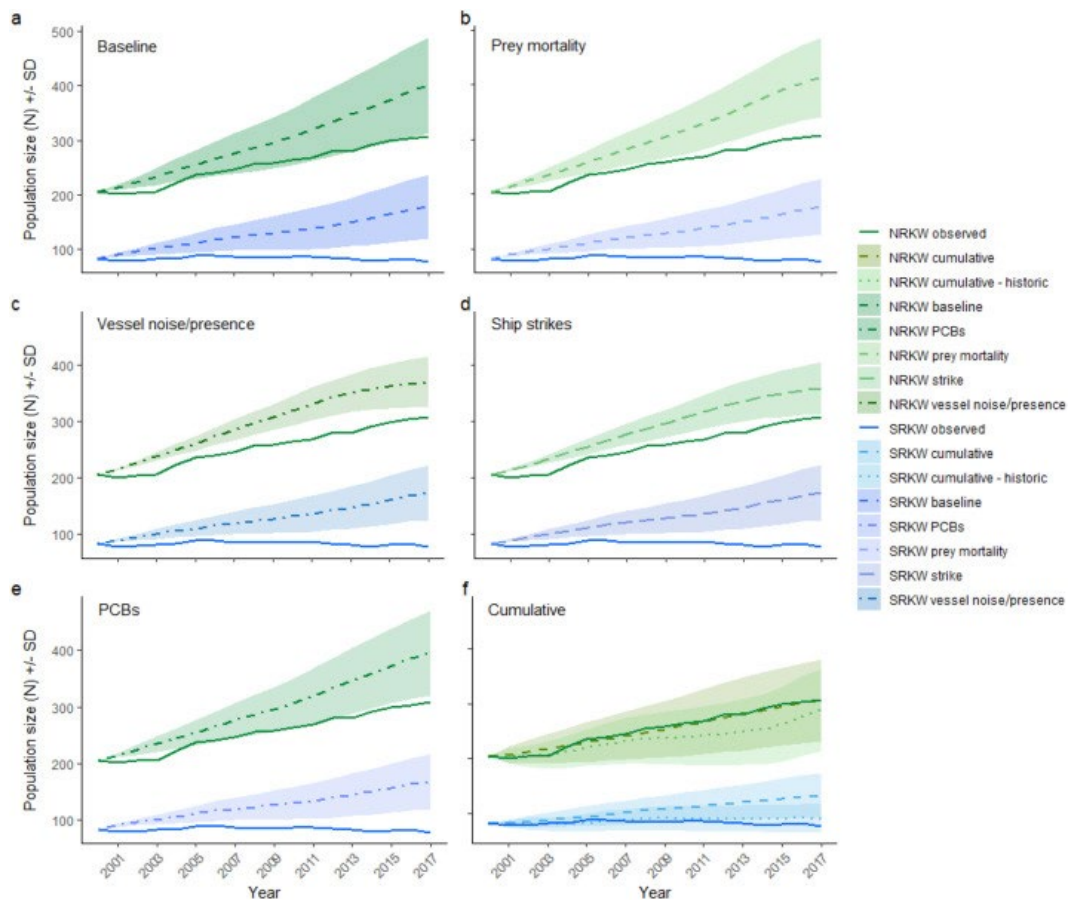 a
Baseline
b
Prey mortality
500
400
300
200
100
Population size (N) +/- SD
c
Vessel noise/presence
d
Ship strikes
400
300
200
100
Population size (N) +/- SD
e
PCBs
f
Cumulative
400
300
200
100
Population size (N) +/- SD
2001 2003 2005 2007 2009 2011 2013 2015 2017
Year
2001 2003 2005 2007 2009 2011 2013 2015 2017
Year
NRKW observed
NRKW cumulative
NRKW cumulative - historic
NRKW baseline
NRKW PCBs
NRKW prey mortality
NRKW strike
NRKW vessel noise/presence
SRKW observed
SRKW cumulative
SRKW cumulative - historic
SRKW baseline
SRKW PCBs
SRKW prey mortality
SRKW strike
SRKW vessel noise/presence